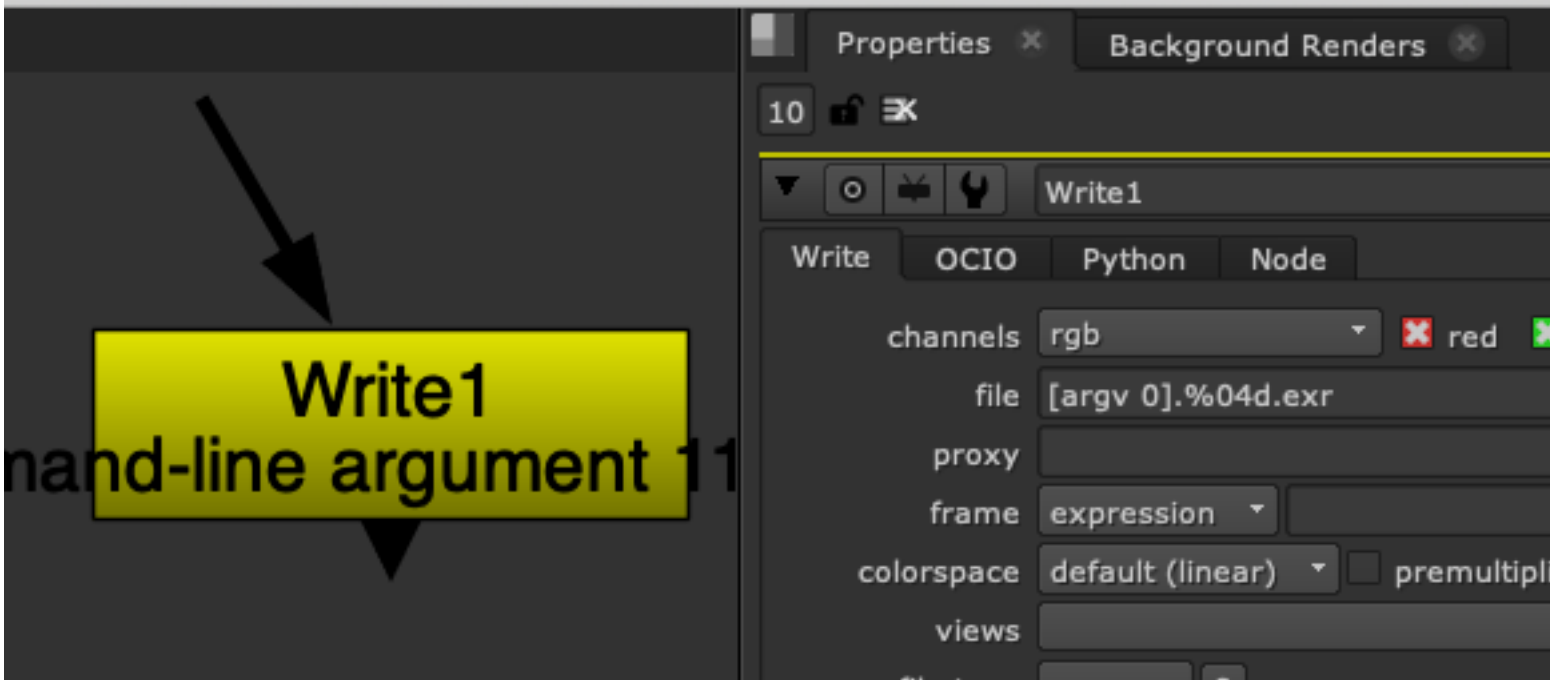 Properties
Background Renders
10
Write1
Write OCIO Python Node
channels rgb red
file [argv 0].%04d.exr
proxy
frame expression
colorspace default (linear) premultipli
views
Write1
mand-line argument 11